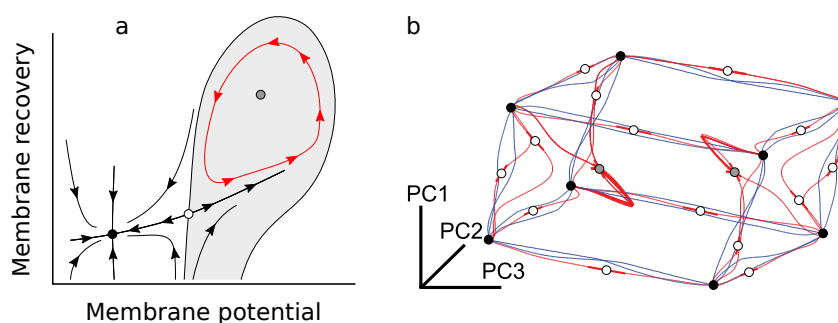 a
Membrane recovery
Membrane potential
b
PC1
PC2
PC3